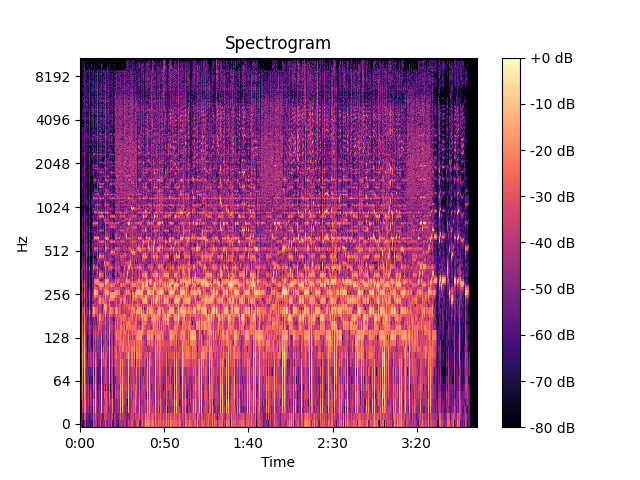 Spectrogram
8192
4096
2048
1024
512
256
128
64
0
Hz
0:00
0:50
1:40
2:30
3:20
Time
+0 dB
-10 dB
-20 dB
-30 dB
-40 dB
-50 dB
-60 dB
-70 dB
-80 dB